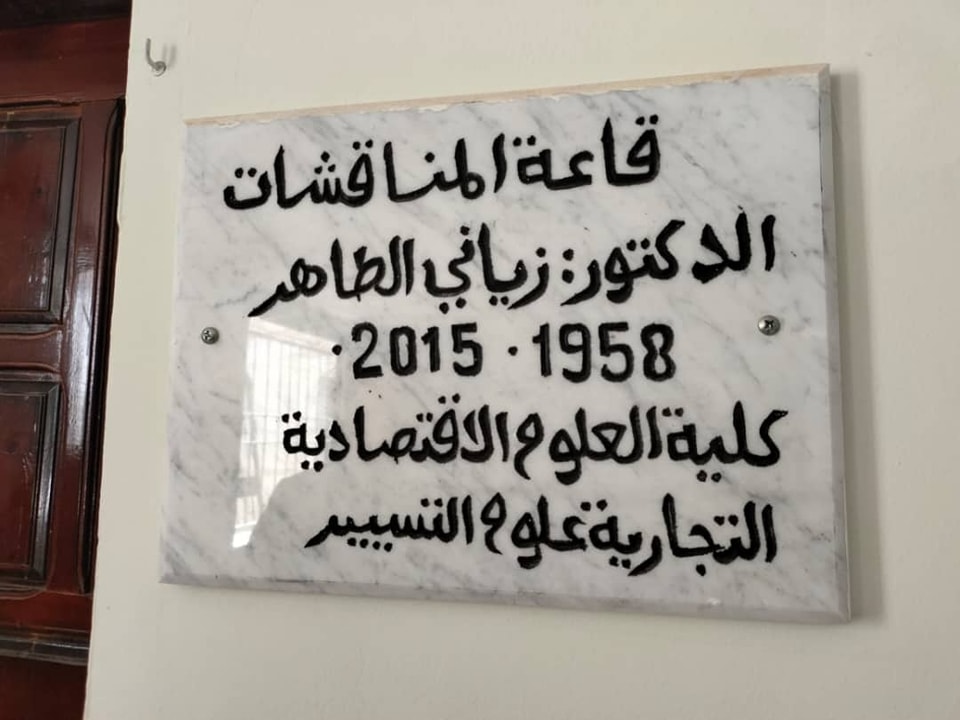 قاعة المناقشات
الدكتور: زياني الطاهر
1958 · 2015 ·
كلية العلوم الاقتصادية
التجارية علوم التسيير